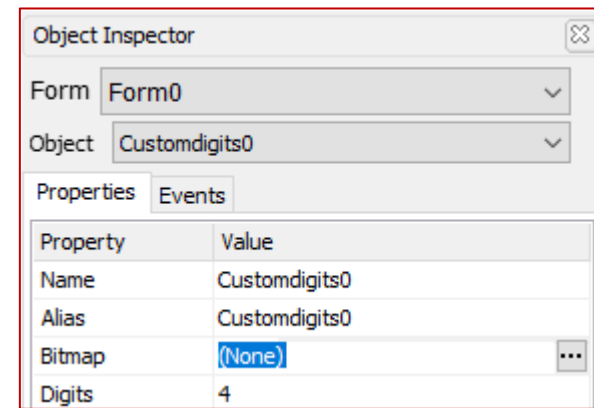 Object Inspector
Form Form0
Object Customdigits0
Properties Events
Property Value
Name Customdigits0
Alias Customdigits0
Bitmap (None) ...
Digits 4